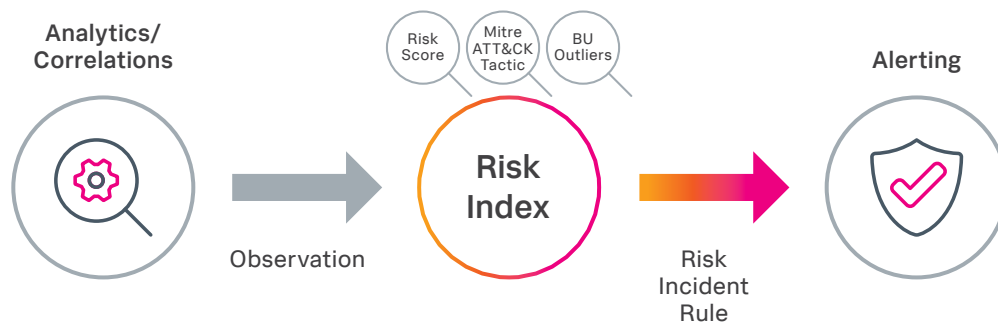 Analytics/
Correlations
Observation
Risk
Score
Mitre
ATT&CK
Tactic
BU
Outliers
Risk
Index
Risk
Incident
Rule
Alerting